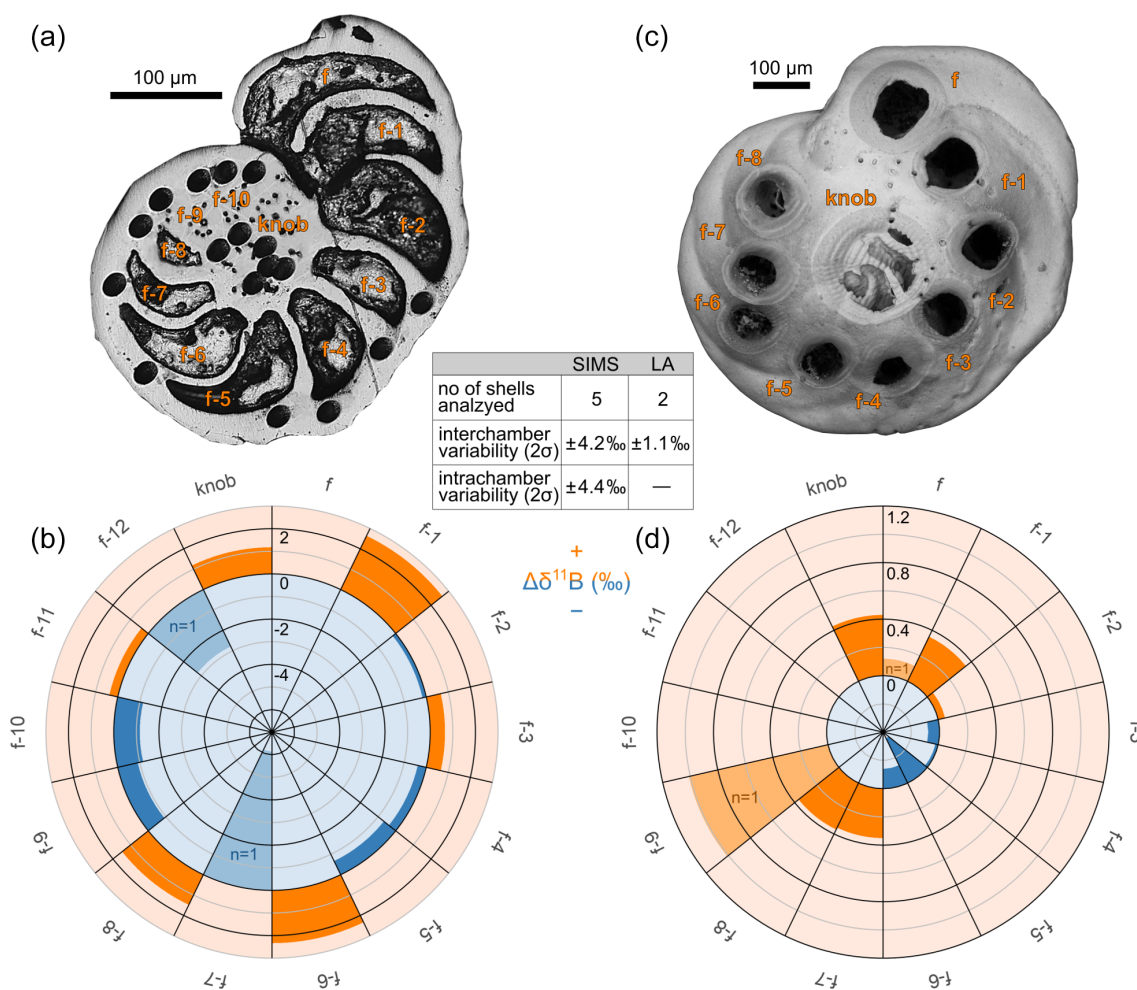 (a)
100 µm
f
f-1
f-2
f-3
f-4
f-5
f-6
f-7
f-8
f-9
f-10
knob
(c)
100 µm
f
f-1
f-2
f-3
f-4
f-5
f-6
f-7
f-8
knob
SIMS LA
no of shells
analzyed 5 2
interchamber
variability (2σ) ±4.2‰ ±1.1‰
intrachamber
variability (2σ) ±4.4‰ —
(b)
knob
f
f-1
f-2
f-3
f-4
f-5
f-6
f-7
f-8
f-9
f-10
f-11
f-12
2
0
-2
-4
n=1
n=1
+
Δδ¹¹B (‰)
−
(d)
knob
f
f-1
f-2
f-3
f-4
f-5
f-6
f-7
f-8
f-9
f-10
f-11
f-12
1.2
0.8
0.4
0
n=1
n=1